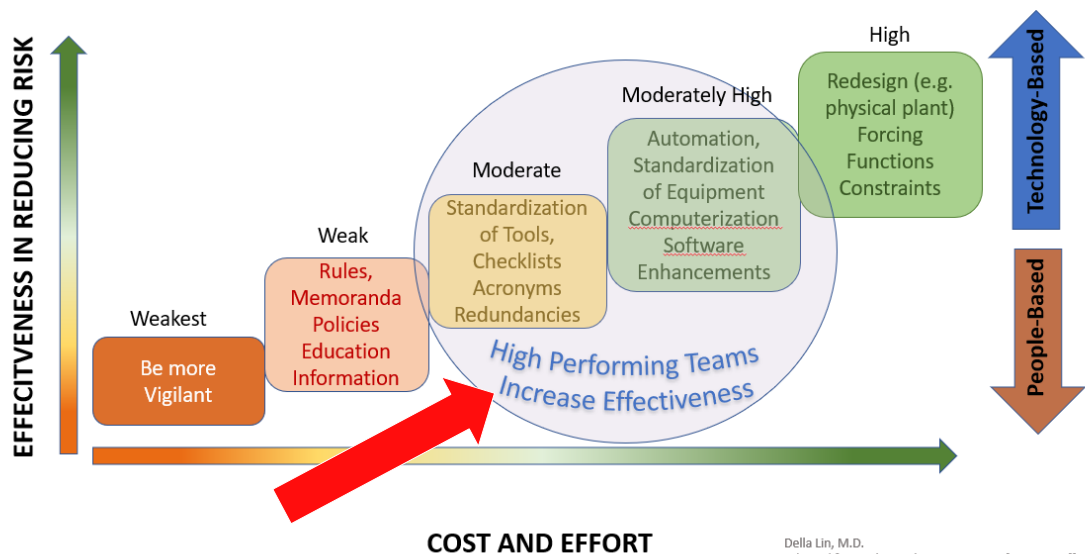 EFFECITVENESS IN REDUCING RISK
Weakest
Be more
Vigilant
Weak
Rules,
Memoranda
Policies
Education
Information
Moderate
Standardization
of Tools,
Checklists
Acronyms
Redundancies
Moderately High
Automation,
Standardization
of Equipment
Computerization
Software
Enhancements
High
Redesign (e.g.
physical plant)
Forcing
Functions
Constraints
High Performing Teams
Increase Effectiveness
Technology-Based
People-Based
COST AND EFFORT
Della Lin, M.D.